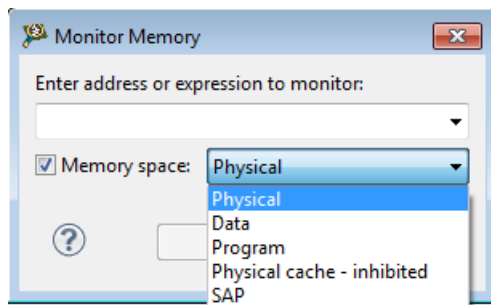 Monitor Memory
Enter address or expression to monitor:
Memory space: Physical
Physical
Data
Program
Physical cache - inhibited
SAP